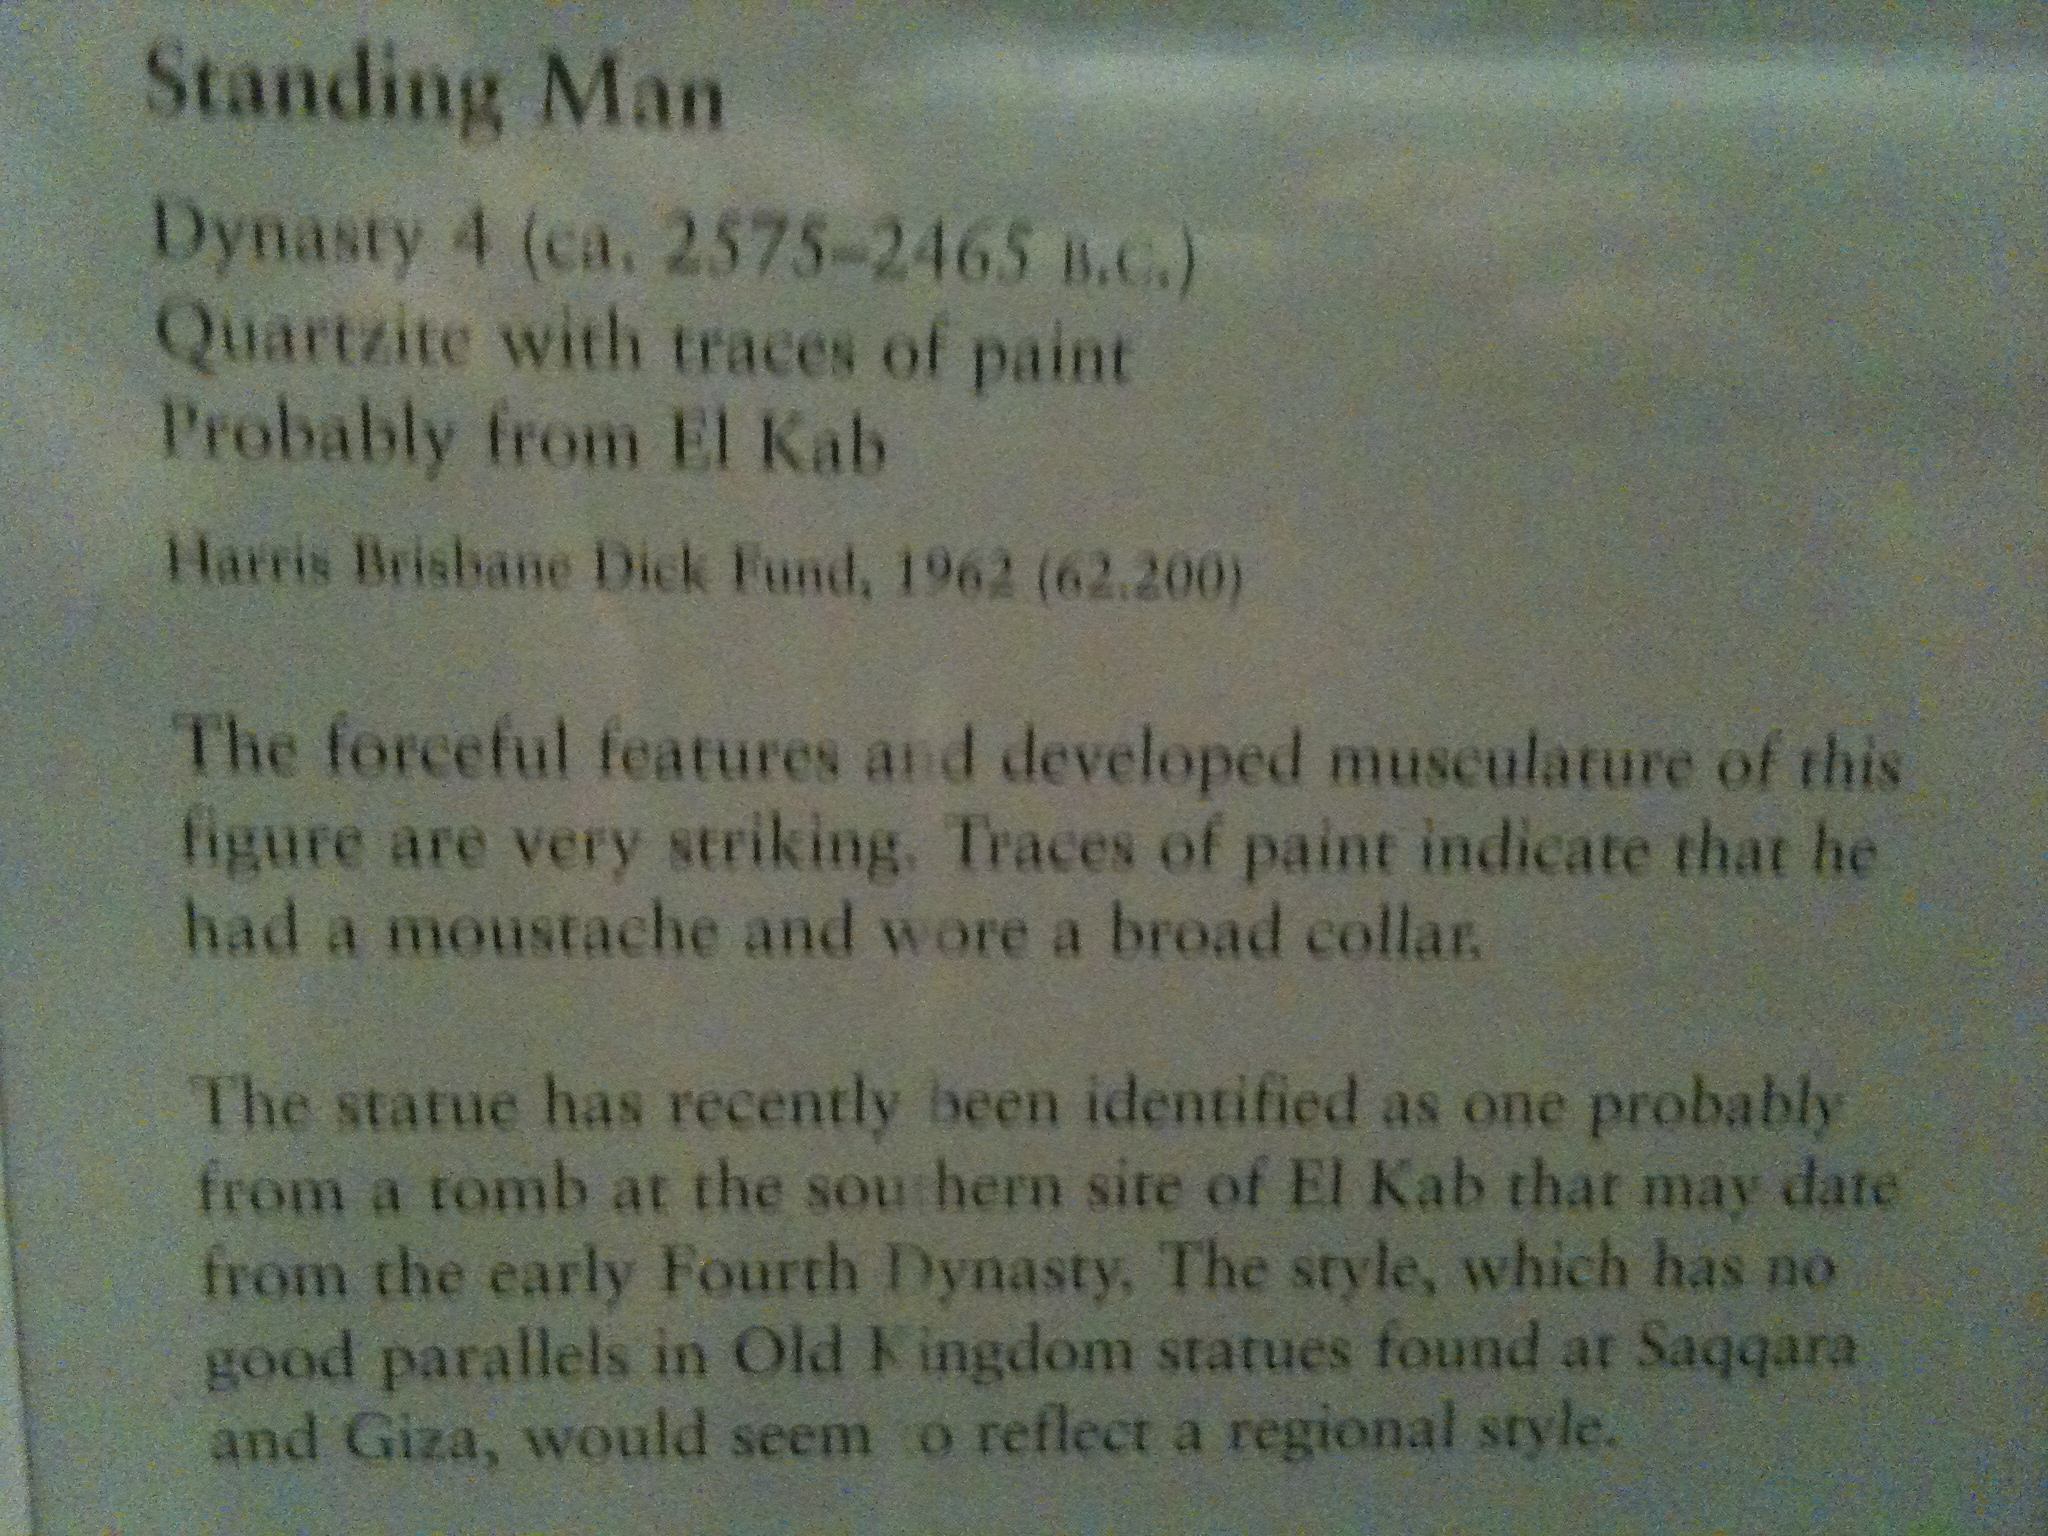 Standing Man
Dynasty 4 (ca. 2575–2465 B.C.)
Quartzite with traces of paint
Probably from El Kab
Harris Brisbane Dick Fund, 1962 (62.200)
The forceful features and developed musculature of this
figure are very striking. Traces of paint indicate that he
had a moustache and wore a broad collar.
The statue has recently been identified as one probably
from a tomb at the southern site of El Kab that may date
from the early Fourth Dynasty. The style, which has no
good parallels in Old Kingdom statues found at Saqqara
and Giza, would seem to reflect a regional style.